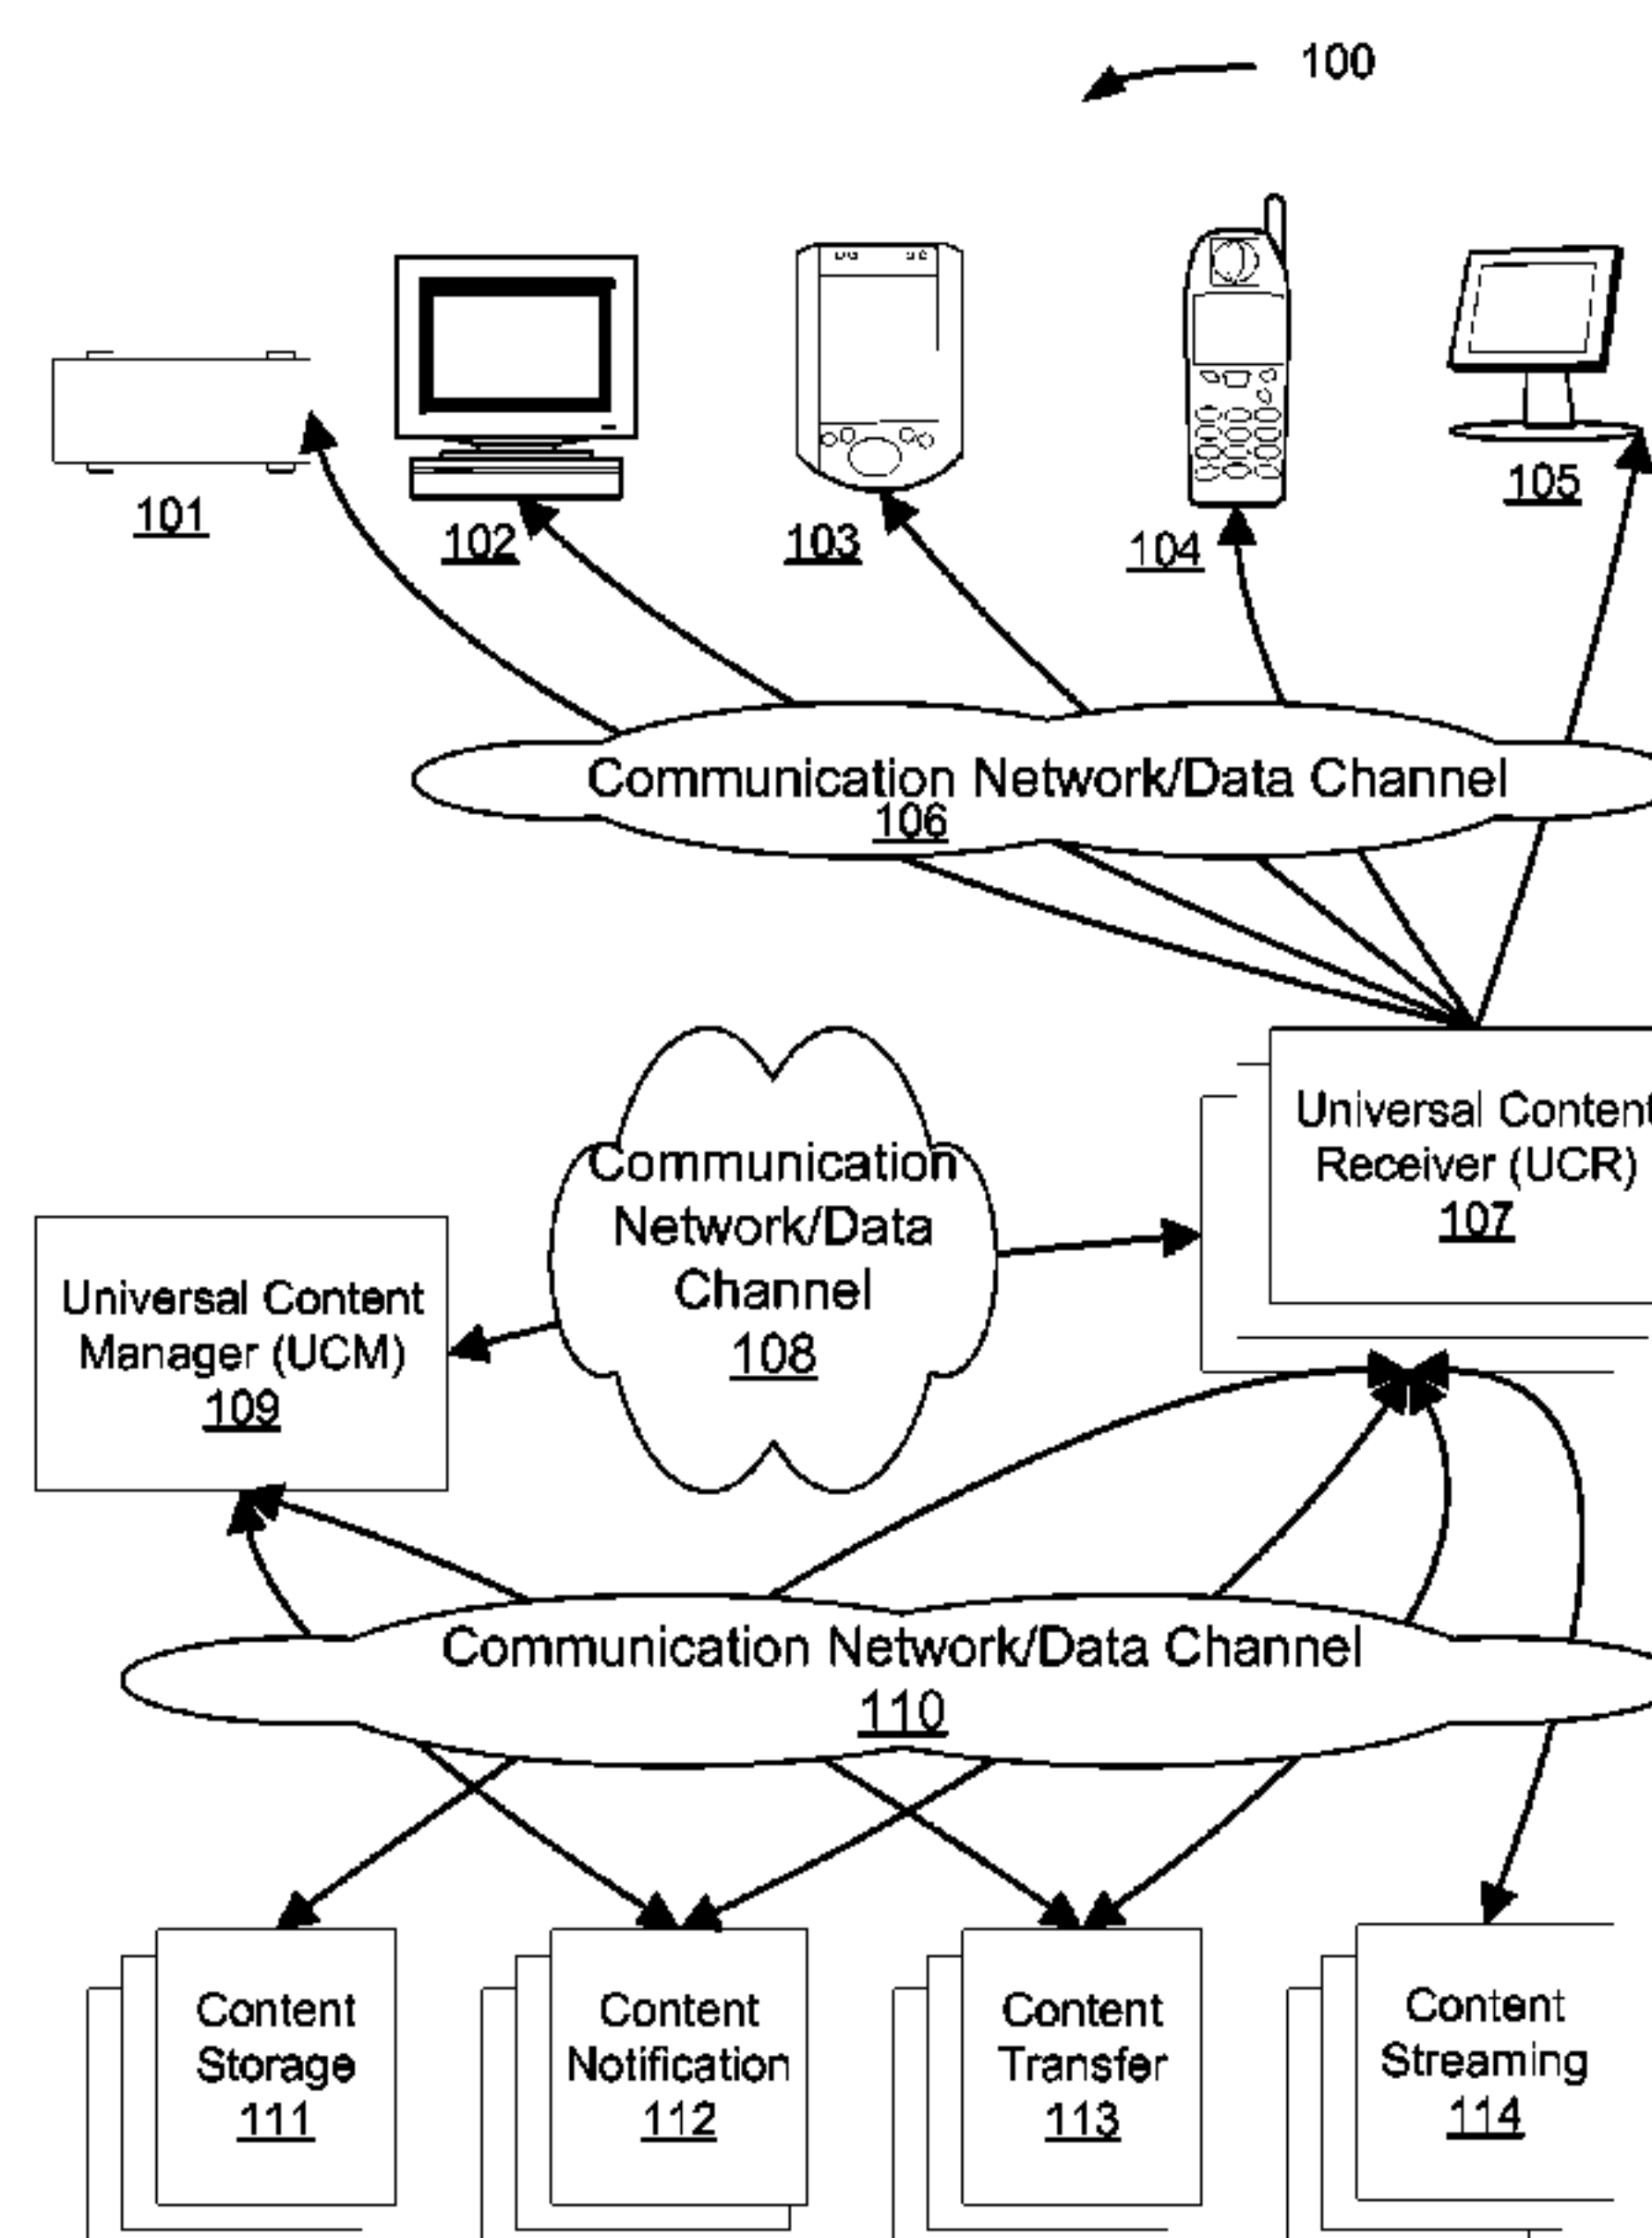 100
101
102
103
104
105
Communication Network/Data Channel
106
Universal Content
Receiver (UCR)
107
Communication
Network/Data
Channel
108
Universal Content
Manager (UCM)
109
Communication Network/Data Channel
110
Content
Storage
111
Content
Notification
112
Content
Transfer
113
Content
Streaming
114